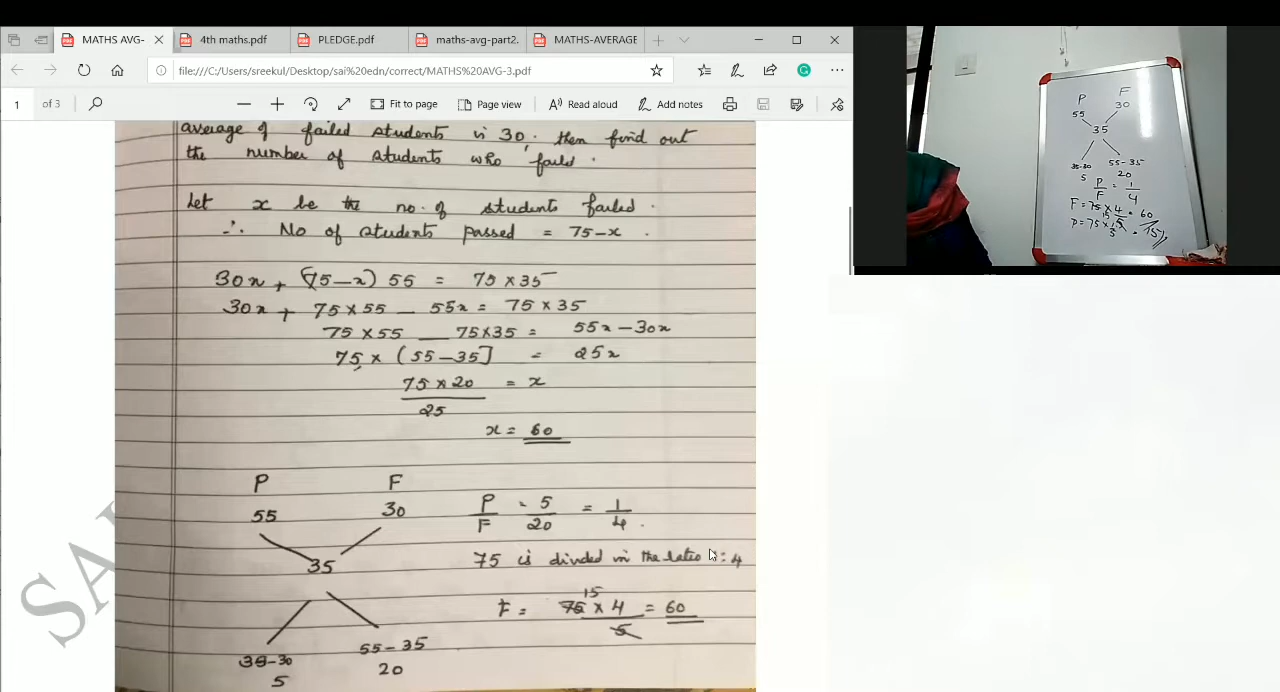 MATHS AVG-
4th maths.pdf
PLEDGE.pdf
maths-avg-part2.
MATHS-AVERAGE
file:///C:/Users/sreekul/Desktop/sai%20edn/correct/MATHS%20AVG-3.pdf
1 of 3
Fit to page
Page view
Read aloud
Add notes
average of failed students is 30, then find out
the number of students who faild.
Let x be the no. of students failed.
∴ No of students passed = 75-x.
30x + (75-x) 55 = 75 × 35
30x + 75×55 - 55x = 75 × 35
75 × 55 - 75×35 = 55x - 30x
75 × (55-35] = 25x
75 × 20 = x
25
x = 60
P F
55 30
35
35-30 55-35
5 20
P = 5 = 1
F 20 4.
75 is divided in the ratio : 4
15
F = 75 × 4 = 60
5
SA
P F
55 30
35
35-30 55-35
5 20
P = 1
F 4
F = 75 × 4 = 60
P = 75 ×